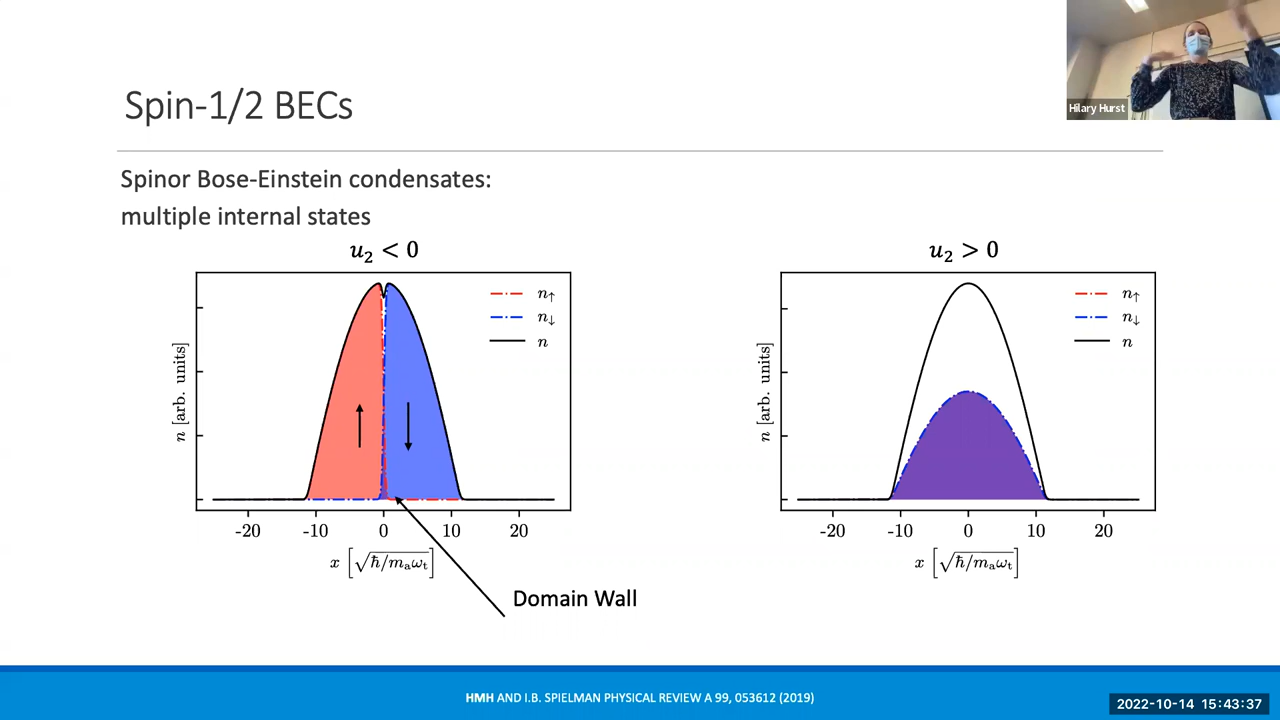 Hilary Hurst
Spin-1/2 BECs
Spinor Bose-Einstein condensates:
multiple internal states
u₂ < 0
n↑
n↓
n
n [arb. units]
-20 -10 0 10 20
x [√ħ/mₐωₜ]
Domain Wall
u₂ > 0
n↑
n↓
n
n [arb. units]
-20 -10 0 10 20
x [√ħ/mₐωₜ]
HMH AND I.B. SPIELMAN PHYSICAL REVIEW A 99, 053612 (2019)
2022-10-14 15:43:37